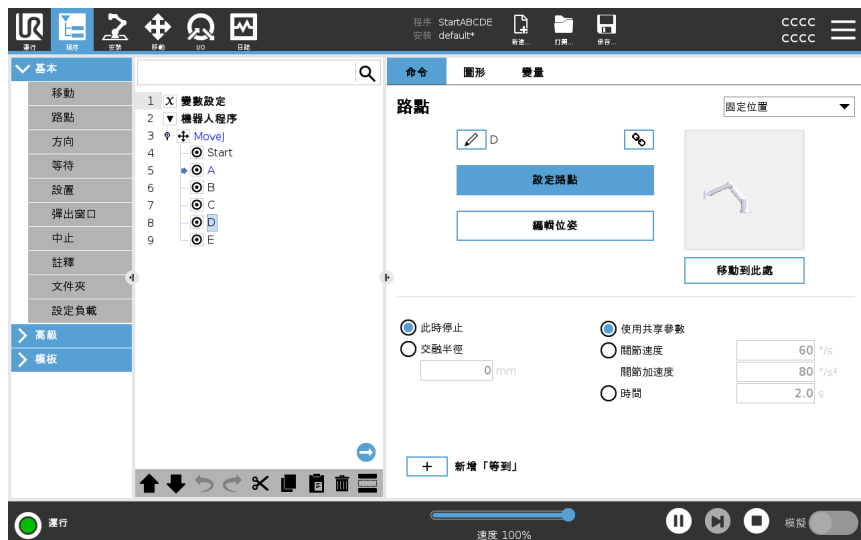 UR
運行
程序
安裝
移動
I/O
日誌
程序 StartABCDE
安裝 default*
新建...
打開...
保存...
CCCC
CCCC
基本
移動
路點
方向
等待
設置
彈出窗口
中止
註釋
文件夾
設定負載
高級
模板
1 X 變數設定
2 ▼ 機器人程序
3 MoveJ
4 Start
5 A
6 B
7 C
8 D
9 E
命令 圖形 變量
路點
固定位置
D
設定路點
編輯位姿
移動到此處
此時停止
交融半徑
0 mm
使用共享參數
關節速度 60 °/s
關節加速度 80 °/s²
時間 2.0 s
+ 新增「等到」
運行
速度 100%
模擬